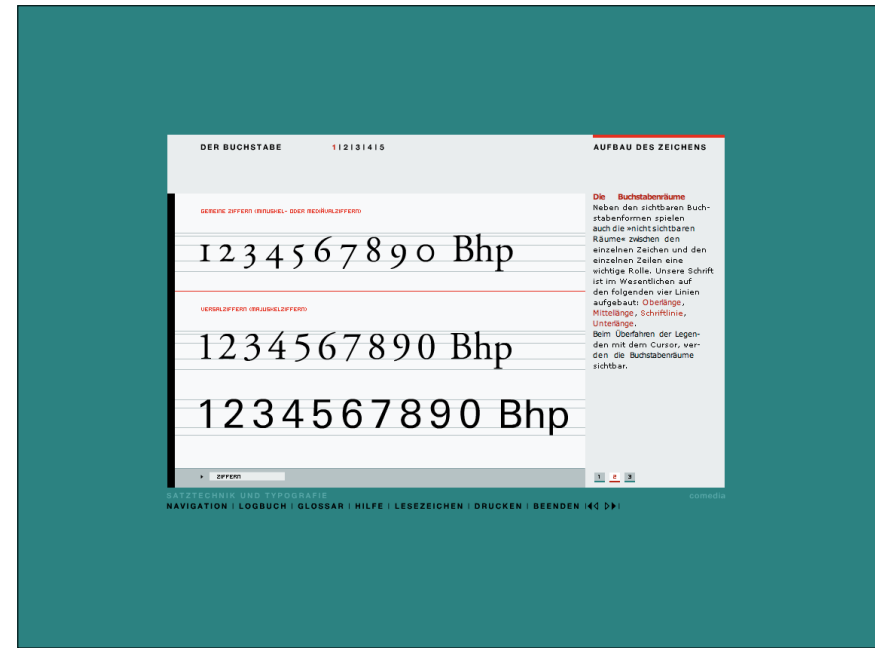 DER BUCHSTABE 1|2|3|4|5 AUFBAU DES ZEICHENS
GEMEINE ZIFFERN (MINUSKEL- ODER MEDIÄVALZIFFERN)
1234567890 Bhp
VERSALZIFFERN (MAJUSKELZIFFERN)
1234567890 Bhp
1234567890 Bhp
ZIFFERN
Die Buchstabenräume
Neben den sichtbaren Buch-
stabenformen spielen
auch die »nicht sichtbaren
Räume« zwischen den
einzelnen Zeichen und den
einzelnen Zeilen eine
wichtige Rolle. Unsere Schrift
ist im Wesentlichen auf
den folgenden vier Linien
aufgebaut: Oberlänge,
Mittellänge, Schriftlinie,
Unterlänge.
Beim Überfahren der Legen-
den mit dem Cursor, wer-
den die Buchstabenräume
sichtbar.
1 2 3
SATZTECHNIK UND TYPOGRAFIE comedia
NAVIGATION | LOGBUCH | GLOSSAR | HILFE | LESEZEICHEN | DRUCKEN | BEENDEN